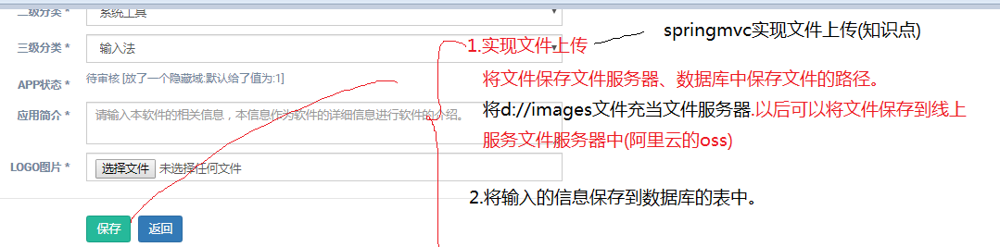 二级分类 * 系统工具
三级分类 * 输入法
1.实现文件上传 springmvc实现文件上传(知识点)
APP状态 * 待审核 [放了一个隐藏域:默认给了值为:1]
将文件保存文件服务器、数据库中保存文件的路径。
应用简介 * 请输入本软件的相关信息，本信息作为软件的详细信息进行软件的介绍。
将d://images文件充当文件服务器.以后可以将文件保存到线上
服务文件服务器中(阿里云的oss)
LOGO图片 * 选择文件 未选择任何文件
2.将输入的信息保存到数据库的表中。
保存 返回